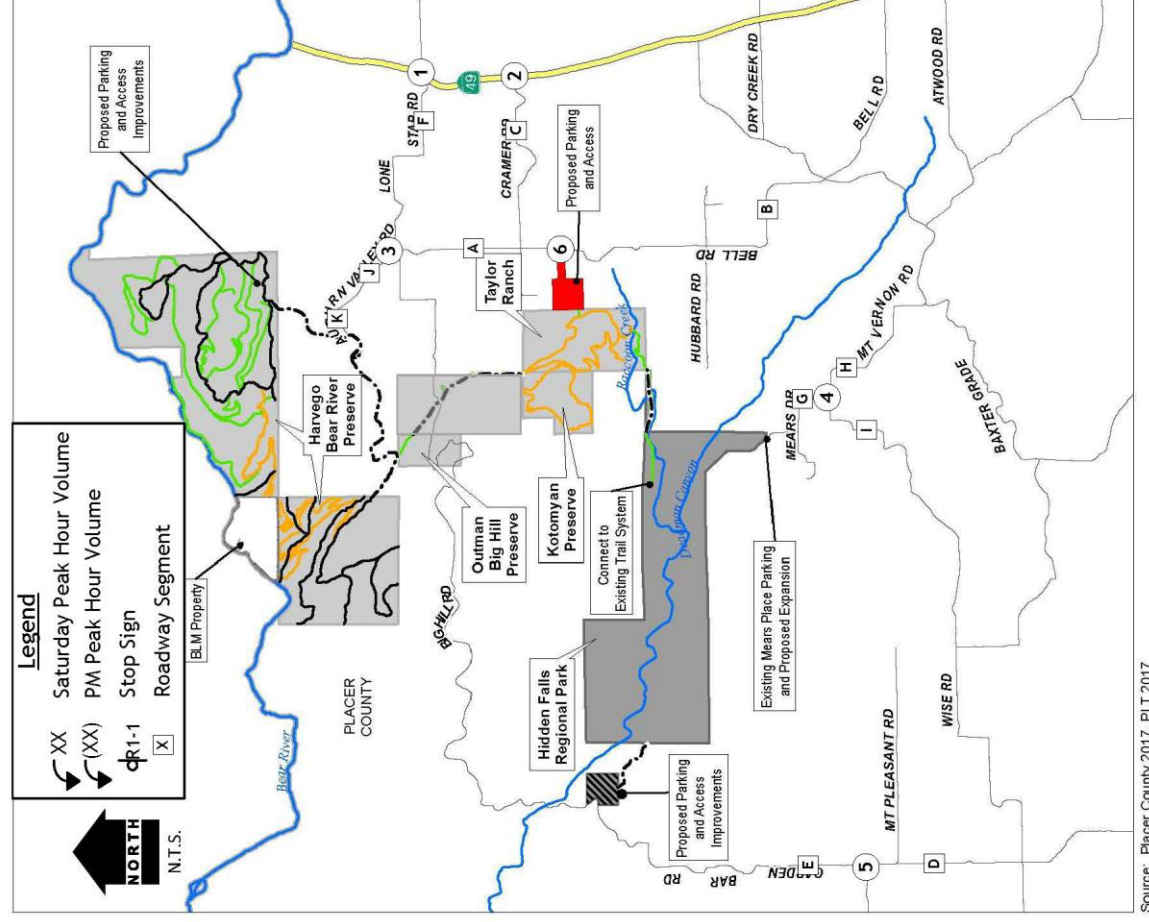 Legend
XX Saturday Peak Hour Volume
(XX) PM Peak Hour Volume
R1-1 Stop Sign
X Roadway Segment
NORTH
N.T.S.
BLM Property
Bear River
PLACER
COUNTY
Proposed Parking
and Access
Improvements
Harvego
Bear River
Preserve
Outman
Big Hill
Preserve
Kotomyan
Preserve
Taylor
Ranch
Proposed Parking
and Access
Connect to
Existing Trail System
Hidden Falls
Regional Park
Existing Mears Place Parking
and Proposed Expansion
Proposed Parking
and Access
Improvements
Raccoon Creek
Canyon
LONE
STAR RD
F
1
49
2
C
CRAMER RD
VALLEY RD
J
K
3
A
6
BELL RD
B
HUBBARD RD
DRY CREEK RD
BELL RD
ATWOOD RD
MT VERNON RD
H
MEARS DR
G
4
I
BAXTER GRADE
BIG HILL RD
MT PLEASANT RD
WISE RD
GARDEN
BAR
RD
E
5
D
Source: Placer County 2017, PLT 2017